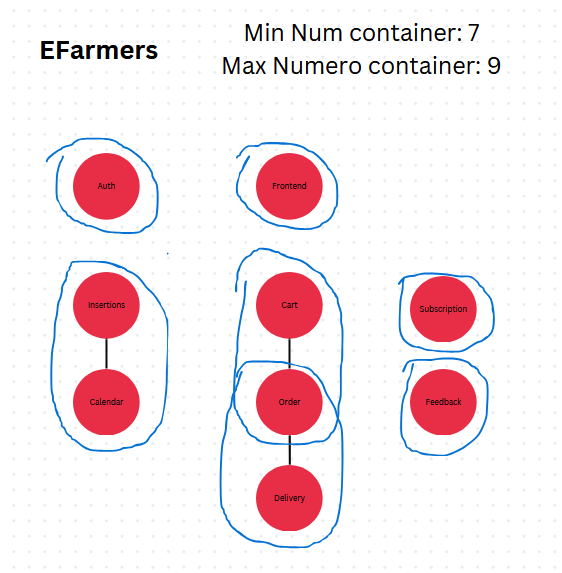 EFarmers
Min Num container: 7
Max Numero container: 9
Auth
Frontend
Insertions
Cart
Subscription
Calendar
Order
Feedback
Delivery